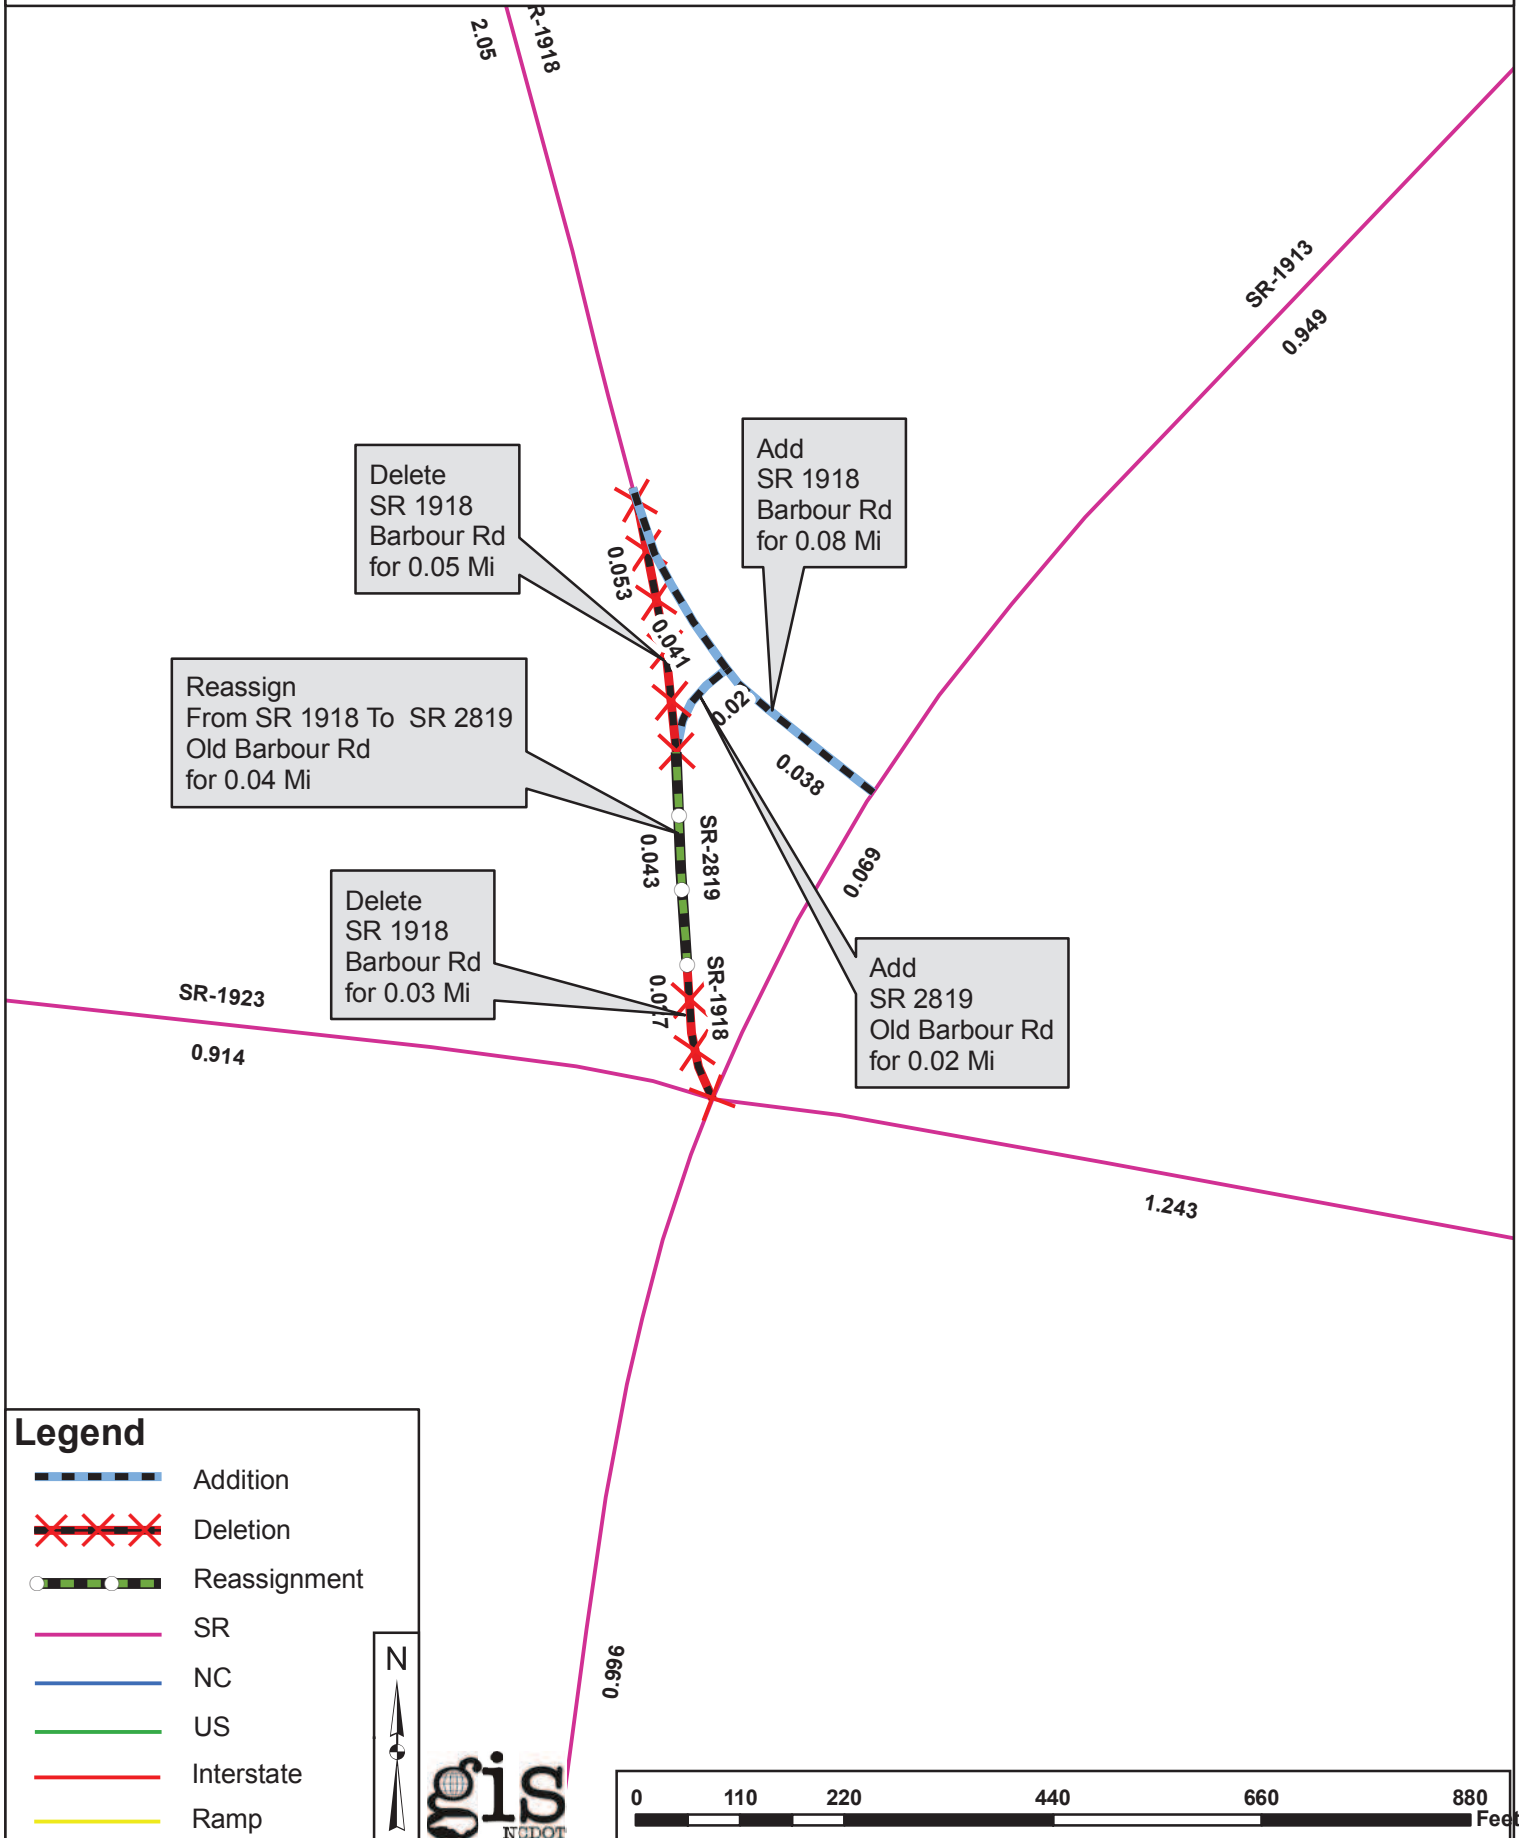 2.05
R-1918
SR-1913
0.949
Delete
SR 1918
Barbour Rd
for 0.05 Mi
Add
SR 1918
Barbour Rd
for 0.08 Mi
0.053
0.041
0.02
0.038
Reassign
From SR 1918 To SR 2819
Old Barbour Rd
for 0.04 Mi
SR-2819
0.043
0.069
Delete
SR 1918
Barbour Rd
for 0.03 Mi
SR-1918
Add
SR 2819
Old Barbour Rd
for 0.02 Mi
SR-1923
0.914
1.243
0.996
Legend
Addition
Deletion
Reassignment
SR
NC
US
Interstate
Ramp
N
gis
NCDOT
0 110 220 440 660 880
Feet